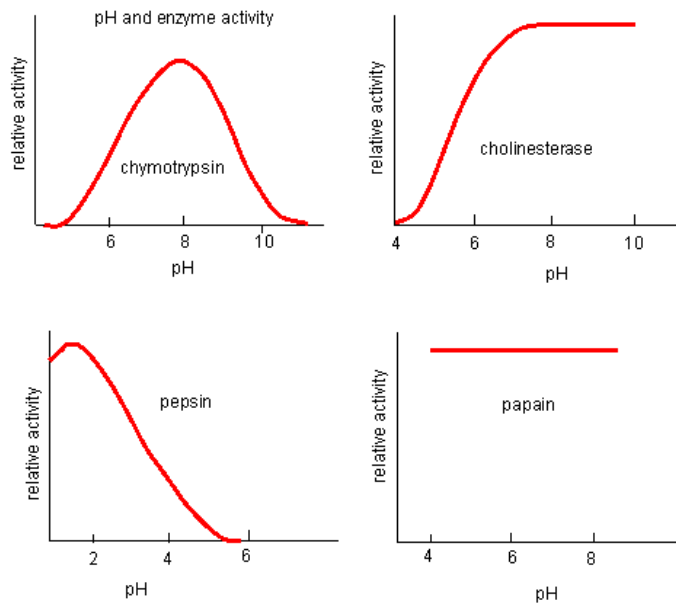 pH and enzyme activity
relative activity
chymotrypsin
6 8 10
pH
relative activity
cholinesterase
4 6 8 10
pH
relative activity
pepsin
2 4 6
pH
relative activity
papain
4 6 8
pH